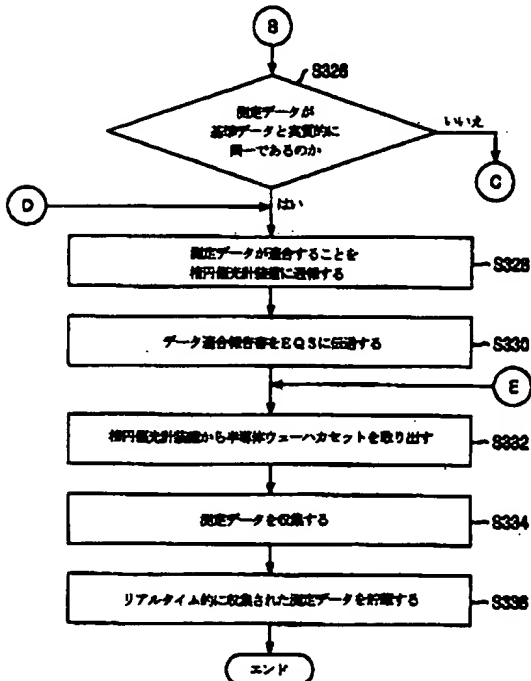 B
S326
測定データが
基準データと実質的に
同一であるのか
いいえ
C
D
はい
測定データが適合することを
楕円偏光計装置に通報する
S328
データ適合報告書をEQSに伝送する
S330
E
楕円偏光計装置から半導体ウェーハカセットを取り出す
S332
測定データを収集する
S334
リアルタイム的に収集された測定データを貯蔵する
S336
エンド